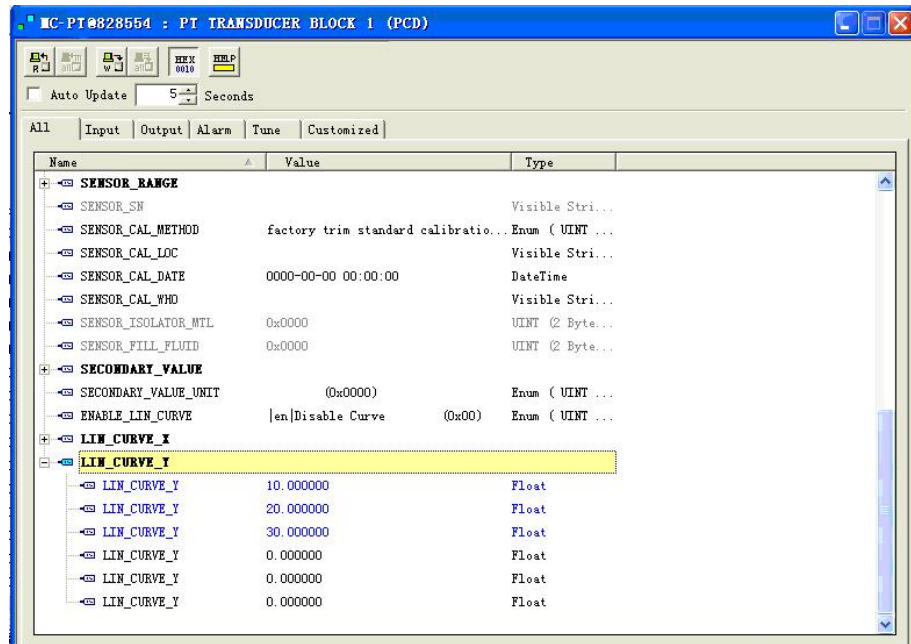 MC-PT@828554 : PT TRANSDUCER BLOCK 1 (PCD)
R all W all HEX 0010 HELP
Auto Update 5 Seconds
All Input Output Alarm Tune Customized
Name Value Type
SENSOR_RANGE
SENSOR_SN Visible Stri...
SENSOR_CAL_METHOD factory trim standard calibratio... Enum ( UINT ...
SENSOR_CAL_LOC Visible Stri...
SENSOR_CAL_DATE 0000-00-00 00:00:00 DateTime
SENSOR_CAL_WHO Visible Stri...
SENSOR_ISOLATOR_MTL 0x0000 UINT (2 Byte...
SENSOR_FILL_FLUID 0x0000 UINT (2 Byte...
SECONDARY_VALUE
SECONDARY_VALUE_UNIT (0x0000) Enum ( UINT ...
ENABLE_LIN_CURVE |en|Disable Curve (0x00) Enum ( UINT ...
LIN_CURVE_X
LIN_CURVE_Y
LIN_CURVE_Y 10.000000 Float
LIN_CURVE_Y 20.000000 Float
LIN_CURVE_Y 30.000000 Float
LIN_CURVE_Y 0.000000 Float
LIN_CURVE_Y 0.000000 Float
LIN_CURVE_Y 0.000000 Float